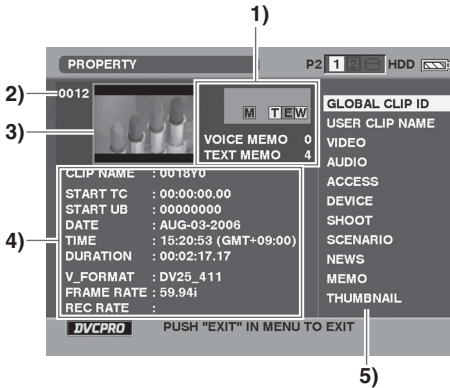 1)
PROPERTY
P2 1 2 HDD
2) 0012
3)
M T E W
VOICE MEMO 0
TEXT MEMO 4
4)
CLIP NAME : 0018Y0
START TC : 00:00:00.00
START UB : 00000000
DATE : AUG-03-2006
TIME : 15:20:53 (GMT+09:00)
DURATION : 00:02:17.17
V_FORMAT : DV25_411
FRAME RATE : 59.94i
REC RATE :
GLOBAL CLIP ID
USER CLIP NAME
VIDEO
AUDIO
ACCESS
DEVICE
SHOOT
SCENARIO
NEWS
MEMO
THUMBNAIL
DVCPRO PUSH "EXIT" IN MENU TO EXIT
5)